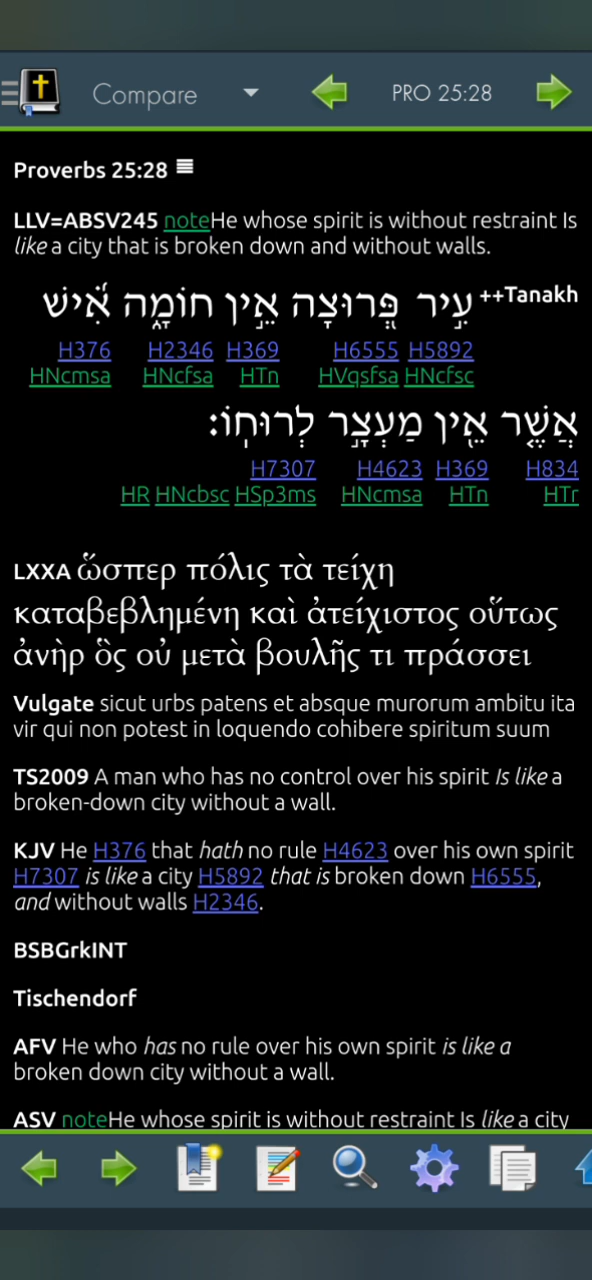 Compare PRO 25:28
Proverbs 25:28
LLV=ABSV245 noteHe whose spirit is without restraint Is
like a city that is broken down and without walls.
++Tanakh עִ֣יר פְּ֭רוּצָה אֵ֣ין חוֹמָ֑ה אִ֝֗ישׁ
H376 H2346 H369 H6555 H5892
HNcmsa HNcfsa HTn HVqsfsa HNcfsc
אֲשֶׁ֤ר אֵ֖ין מַעְצָ֣ר לְרוּחֽוֹ׃
H7307 H4623 H369 H834
HR HNcbsc HSp3ms HNcmsa HTn HTr
LXXA ὥσπερ πόλις τὰ τείχη
καταβεβλημένη καὶ ἀτείχιστος οὕτως
ἀνὴρ ὃς οὐ μετὰ βουλῆς τι πράσσει
Vulgate sicut urbs patens et absque murorum ambitu ita
vir qui non potest in loquendo cohibere spiritum suum
TS2009 A man who has no control over his spirit Is like a
broken-down city without a wall.
KJV He H376 that hath no rule H4623 over his own spirit
H7307 is like a city H5892 that is broken down H6555,
and without walls H2346.
BSBGrkINT
Tischendorf
AFV He who has no rule over his own spirit is like a
broken down city without a wall.
ASV noteHe whose spirit is without restraint Is like a city